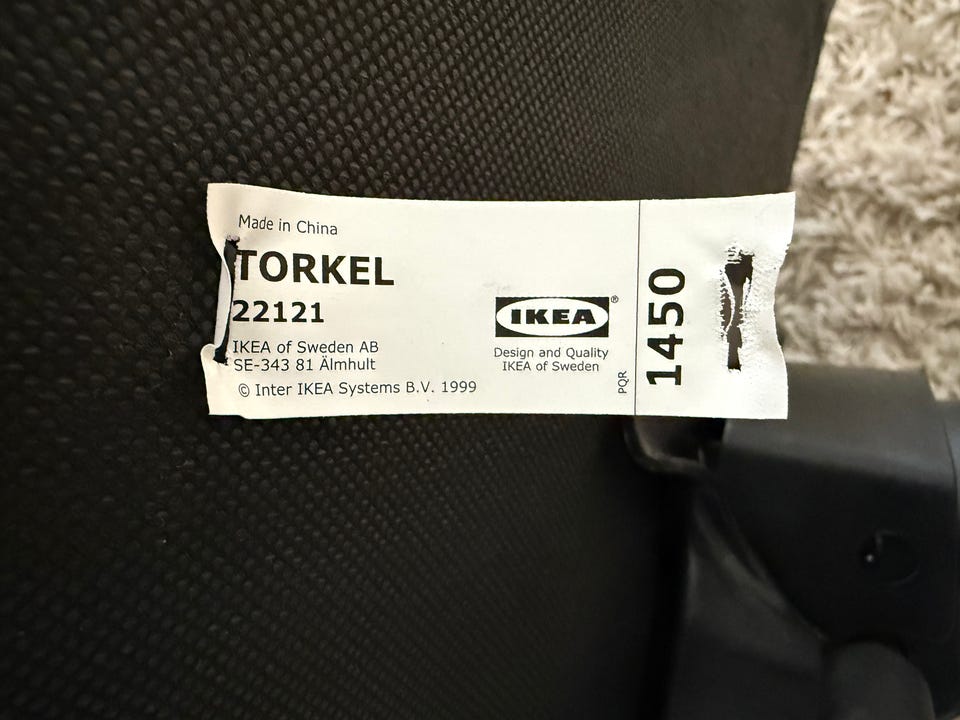 Made in China
TORKEL
22121
IKEA of Sweden AB
SE-343 81 Älmhult
© Inter IKEA Systems B.V. 1999
IKEA®
Design and Quality
IKEA of Sweden
PQR
1450